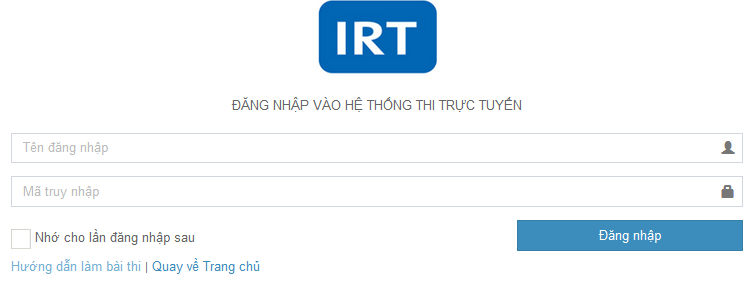 IRT
ĐĂNG NHẬP VÀO HỆ THỐNG THI TRỰC TUYẾN
Tên đăng nhập
Mã truy nhập
Nhớ cho lần đăng nhập sau
Đăng nhập
Hướng dẫn làm bài thi | Quay về Trang chủ